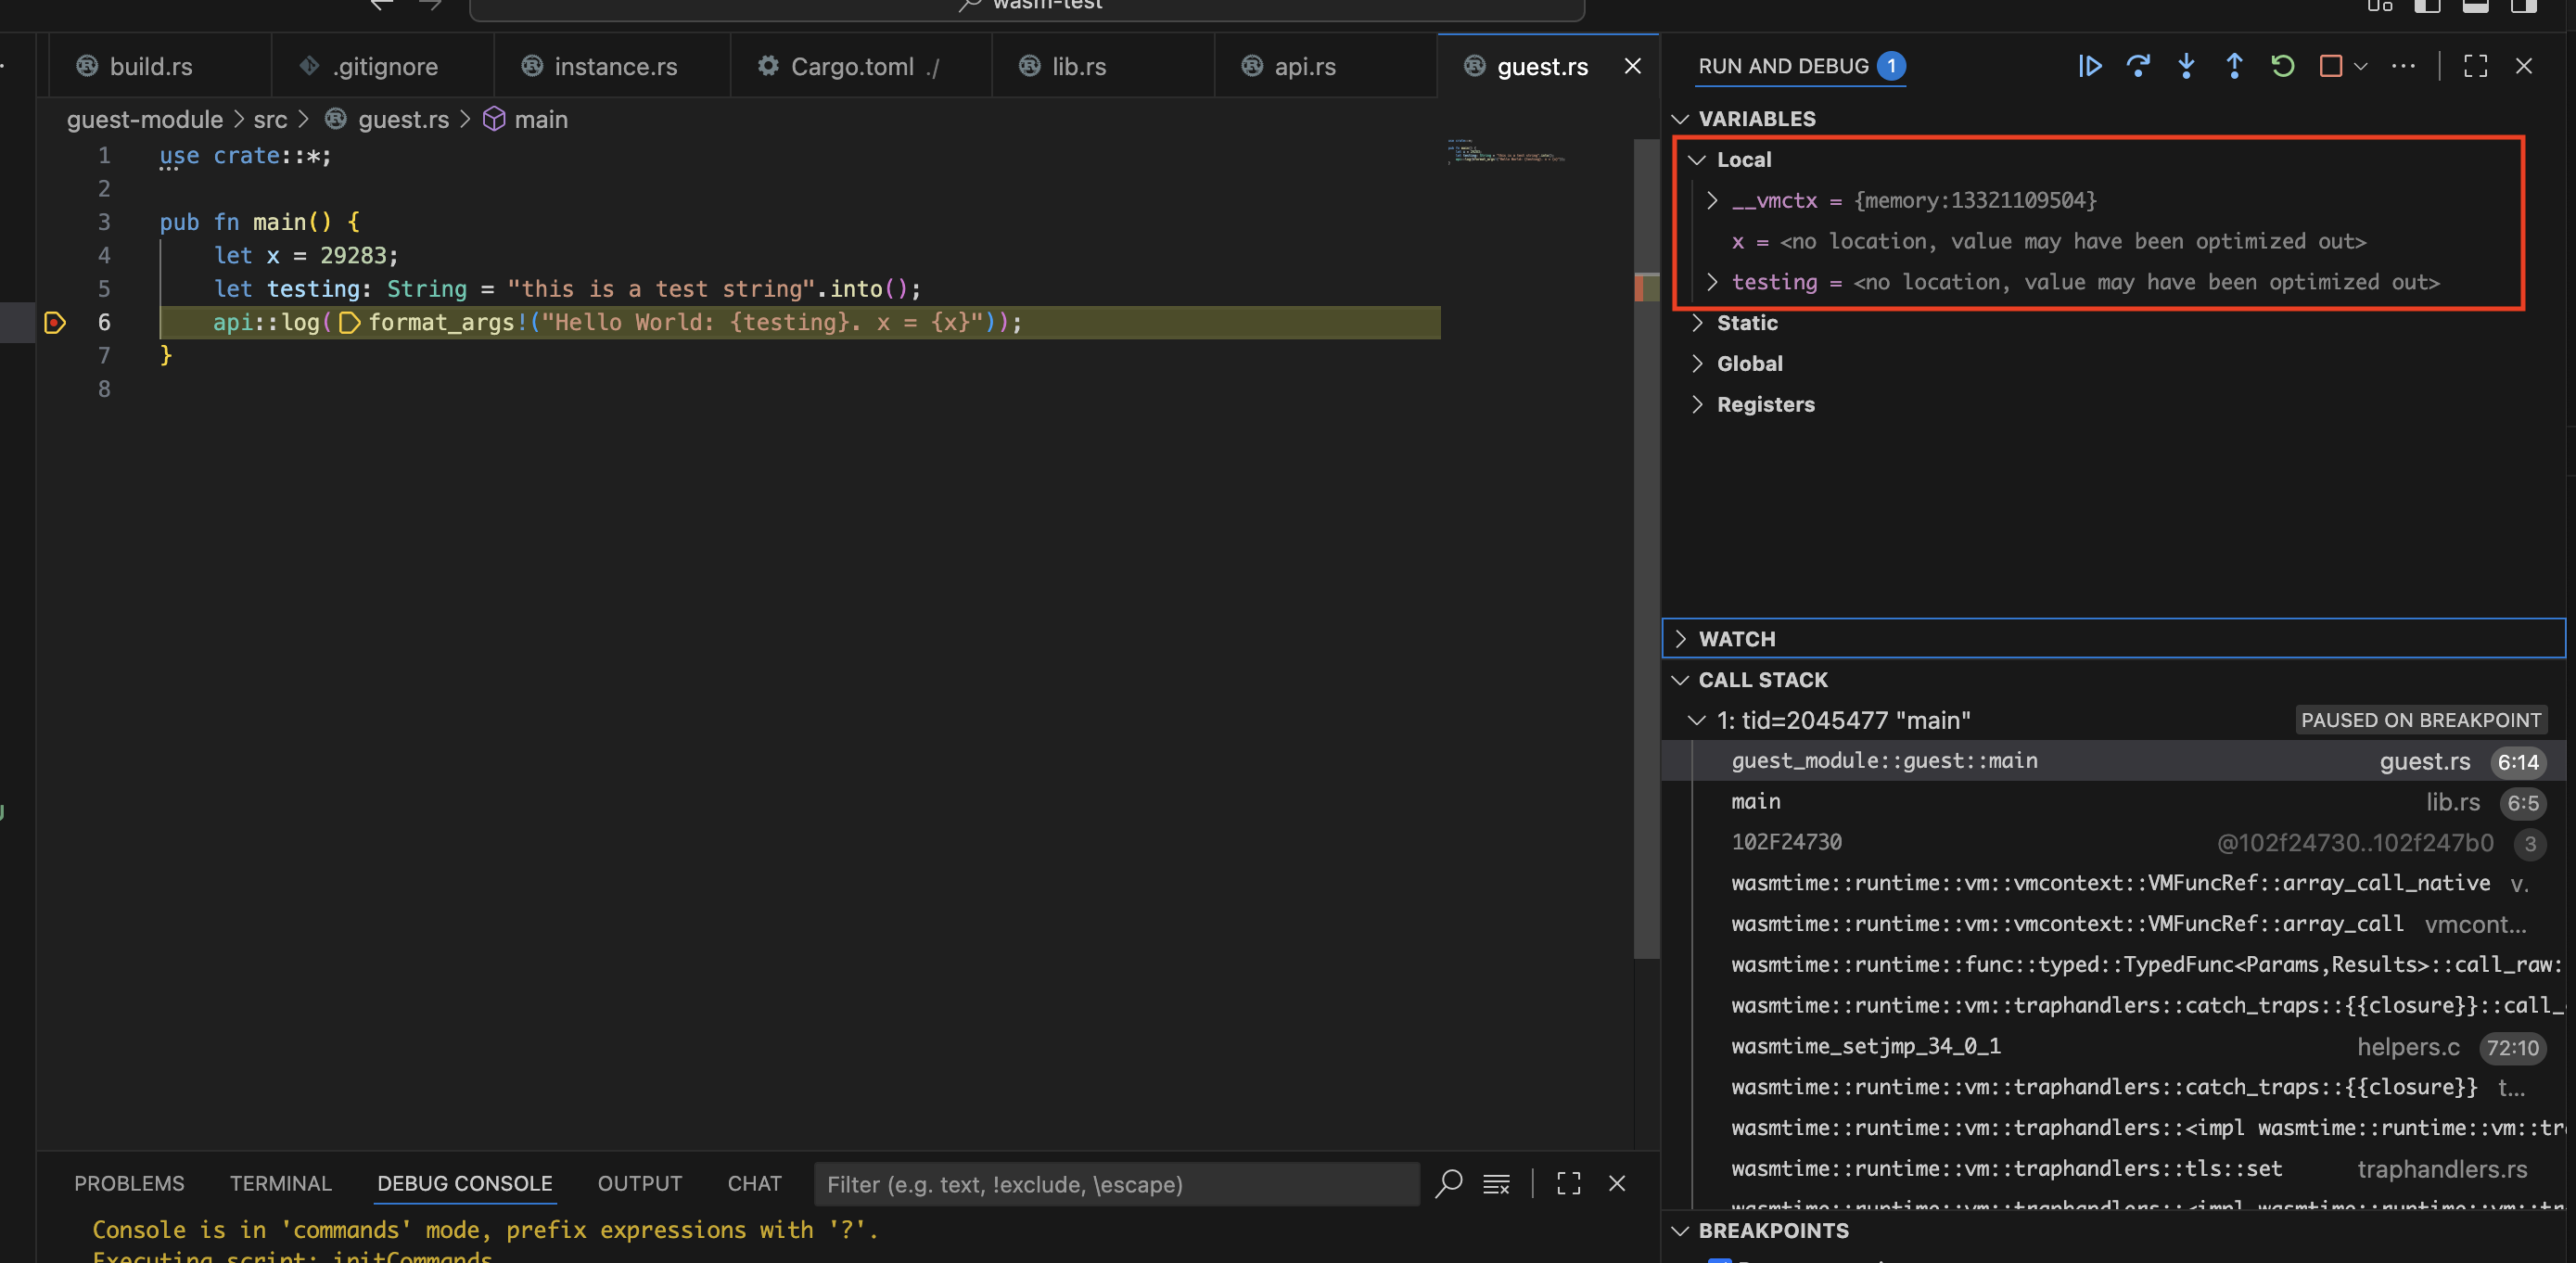 wasm-test
build.rs
.gitignore
instance.rs
Cargo.toml ./
lib.rs
api.rs
guest.rs
guest-module > src > guest.rs > main
1 use crate::*;
2
3 pub fn main() {
4 let x = 29283;
5 let testing: String = "this is a test string".into();
6 api::log(format_args!("Hello World: {testing}. x = {x}"));
7 }
8
RUN AND DEBUG 1
VARIABLES
Local
__vmctx = {memory:13321109504}
x = <no location, value may have been optimized out>
testing = <no location, value may have been optimized out>
Static
Global
Registers
WATCH
CALL STACK
1: tid=2045477 "main" PAUSED ON BREAKPOINT
guest_module::guest::main guest.rs 6:14
main lib.rs 6:5
102F24730 @102f24730..102f247b0 3
wasmtime::runtime::vm::vmcontext::VMFuncRef::array_call_native v.
wasmtime::runtime::vm::vmcontext::VMFuncRef::array_call vmcont...
wasmtime::runtime::func::typed::TypedFunc<Params,Results>::call_raw:
wasmtime::runtime::vm::traphandlers::catch_traps::{{closure}}::call_
wasmtime_setjmp_34_0_1 helpers.c 72:10
wasmtime::runtime::vm::traphandlers::catch_traps::{{closure}} t...
wasmtime::runtime::vm::traphandlers::<impl wasmtime::runtime::vm::tr
wasmtime::runtime::vm::traphandlers::tls::set traphandlers.rs
wasmtime::runtime::vm::traphandlers::<impl wasmtime::runtime::vm::tr
BREAKPOINTS
PROBLEMS
TERMINAL
DEBUG CONSOLE
OUTPUT
CHAT
Filter (e.g. text, !exclude, \escape)
Console is in 'commands' mode, prefix expressions with '?'.
Executing script: initCommands